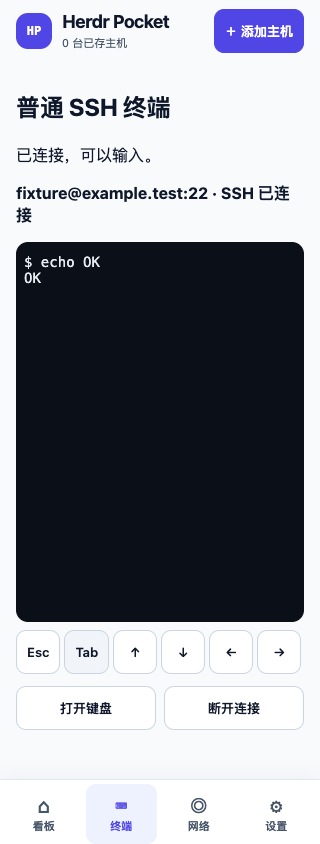 HP
Herdr Pocket
0 台已存主机
+ 添加主机
普通 SSH 终端
已连接，可以输入。
fixture@example.test:22 · SSH 已连
接
$ echo OK
OK
Esc
Tab
↑
↓
←
→
打开键盘
断开连接
看板
终端
网络
设置